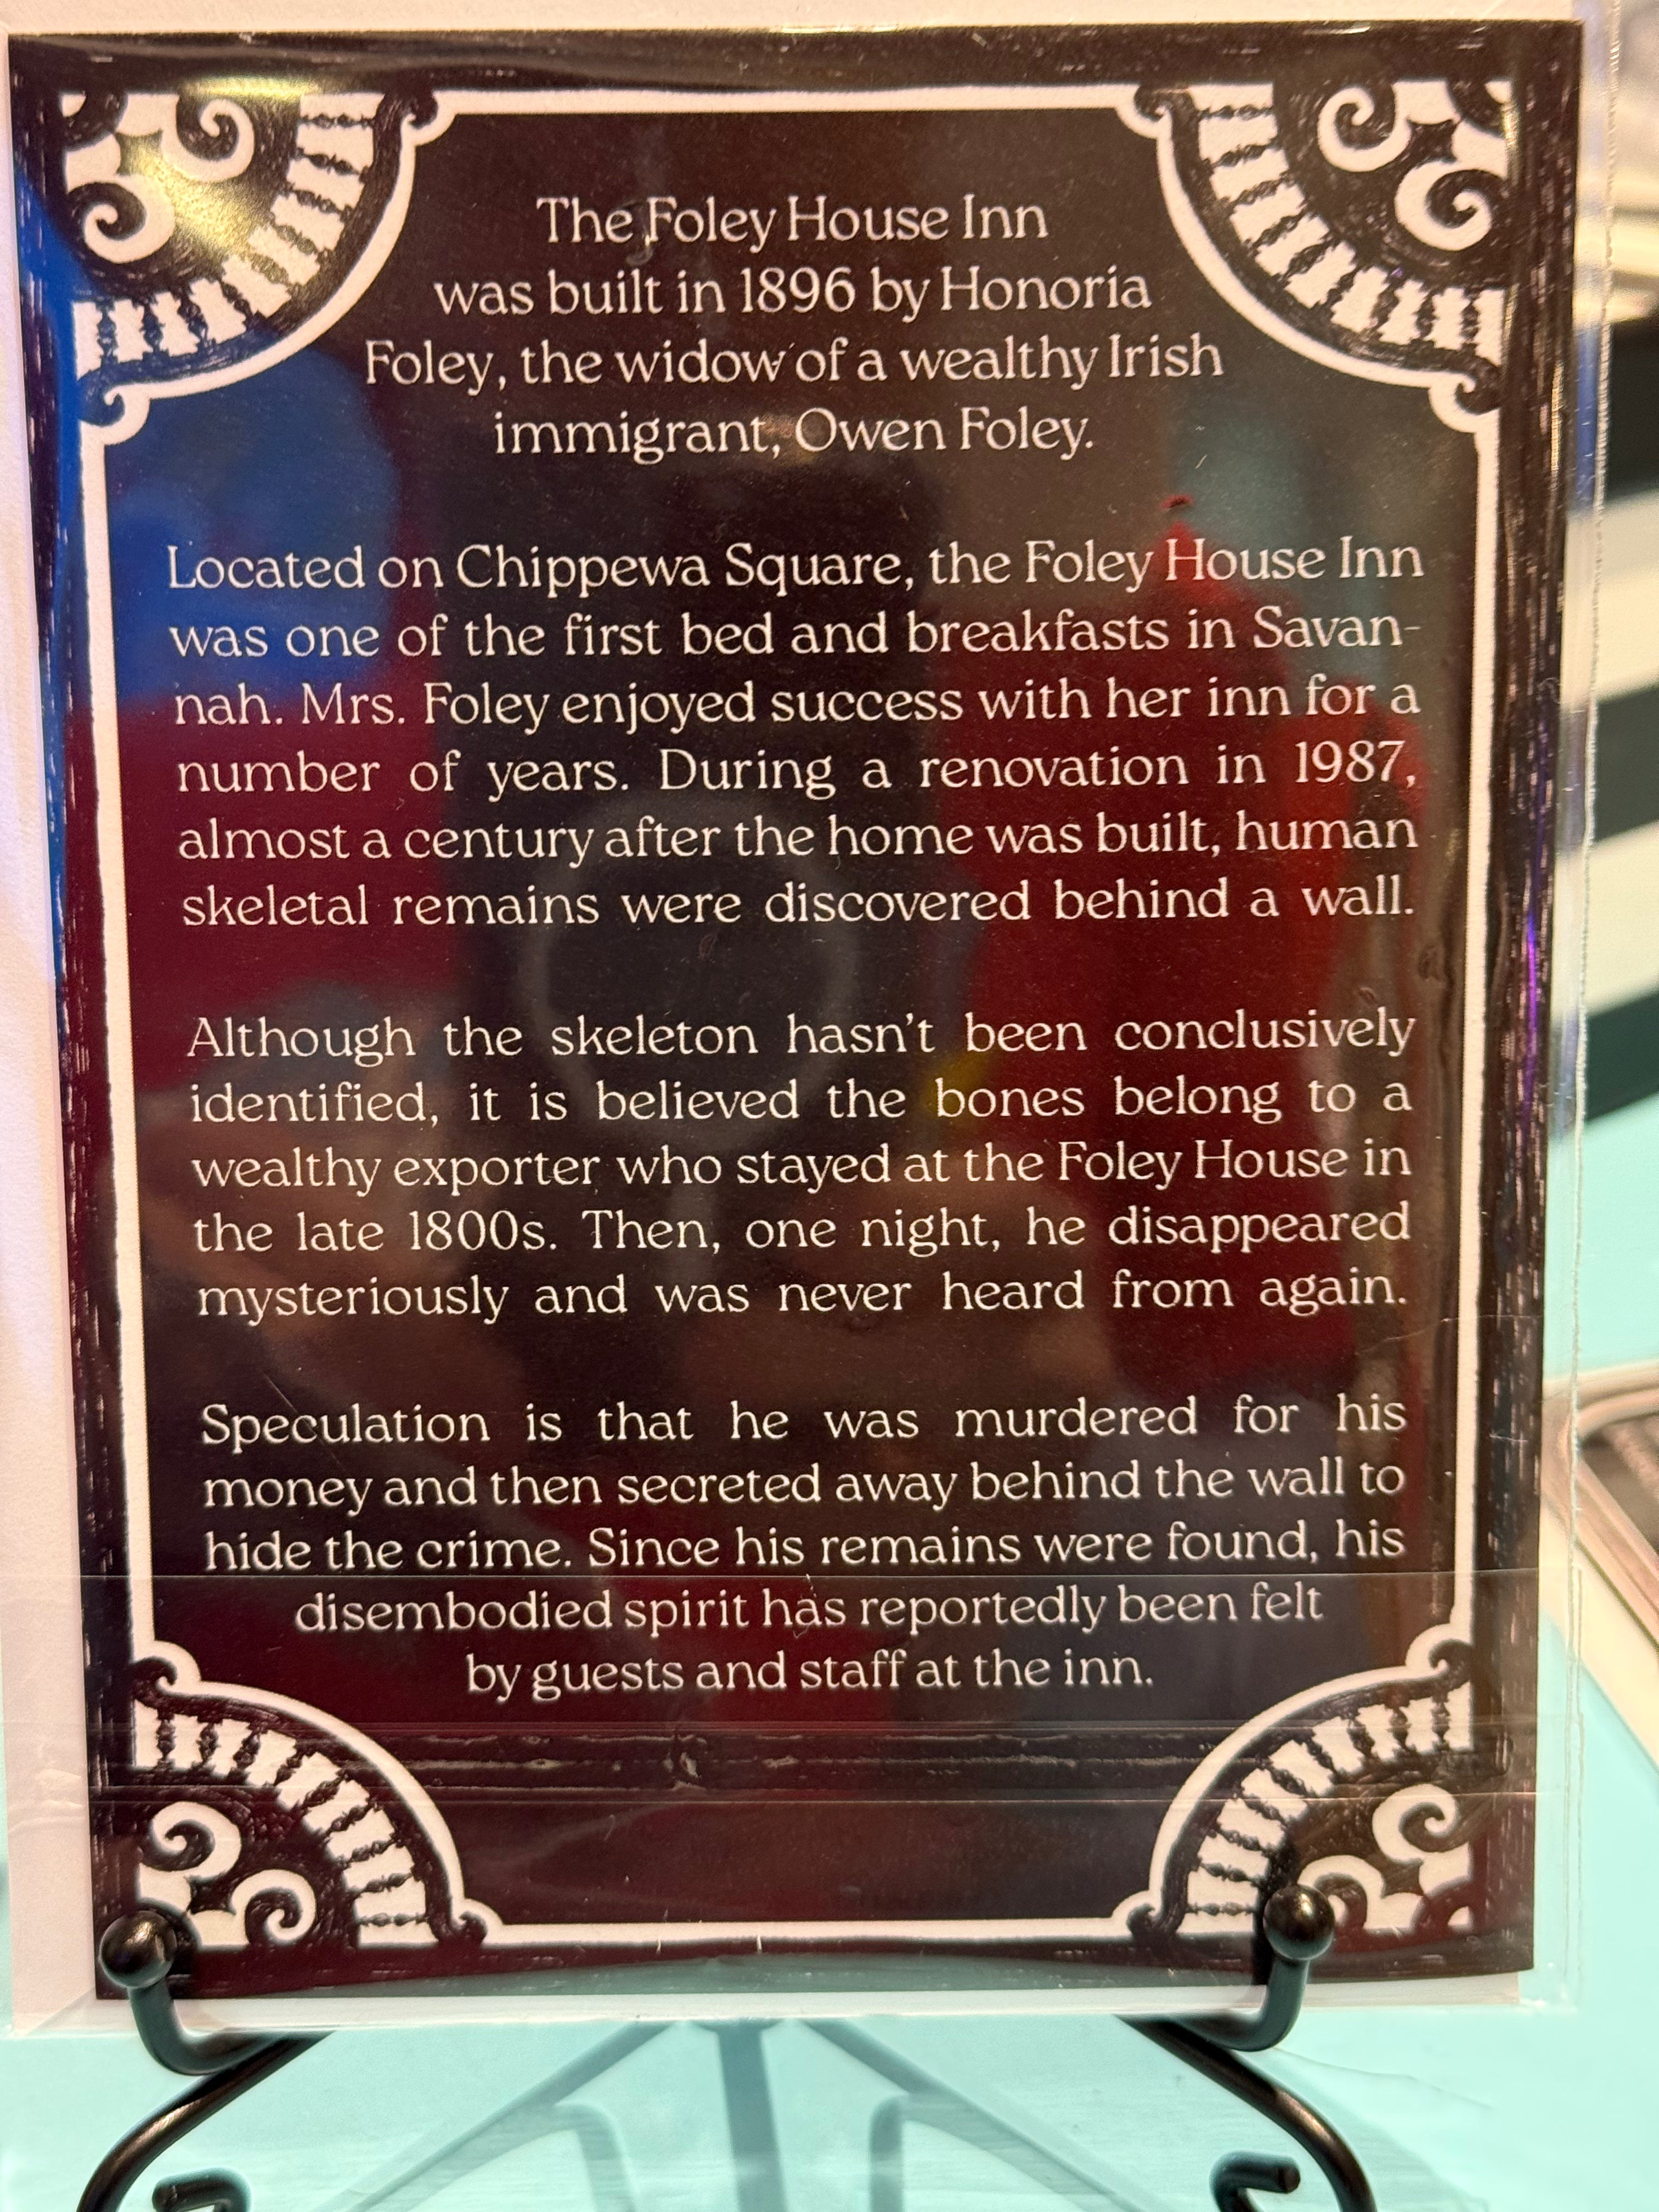 The Foley House Inn
was built in 1896 by Honoria
Foley, the widow of a wealthy Irish
immigrant, Owen Foley.
Located on Chippewa Square, the Foley House Inn
was one of the first bed and breakfasts in Savan-
nah. Mrs. Foley enjoyed success with her inn for a
number of years. During a renovation in 1987,
almost a century after the home was built, human
skeletal remains were discovered behind a wall.
Although the skeleton hasn't been conclusively
identified, it is believed the bones belong to a
wealthy exporter who stayed at the Foley House in
the late 1800s. Then, one night, he disappeared
mysteriously and was never heard from again.
Speculation is that he was murdered for his
money and then secreted away behind the wall to
hide the crime. Since his remains were found, his
disembodied spirit has reportedly been felt
by guests and staff at the inn.